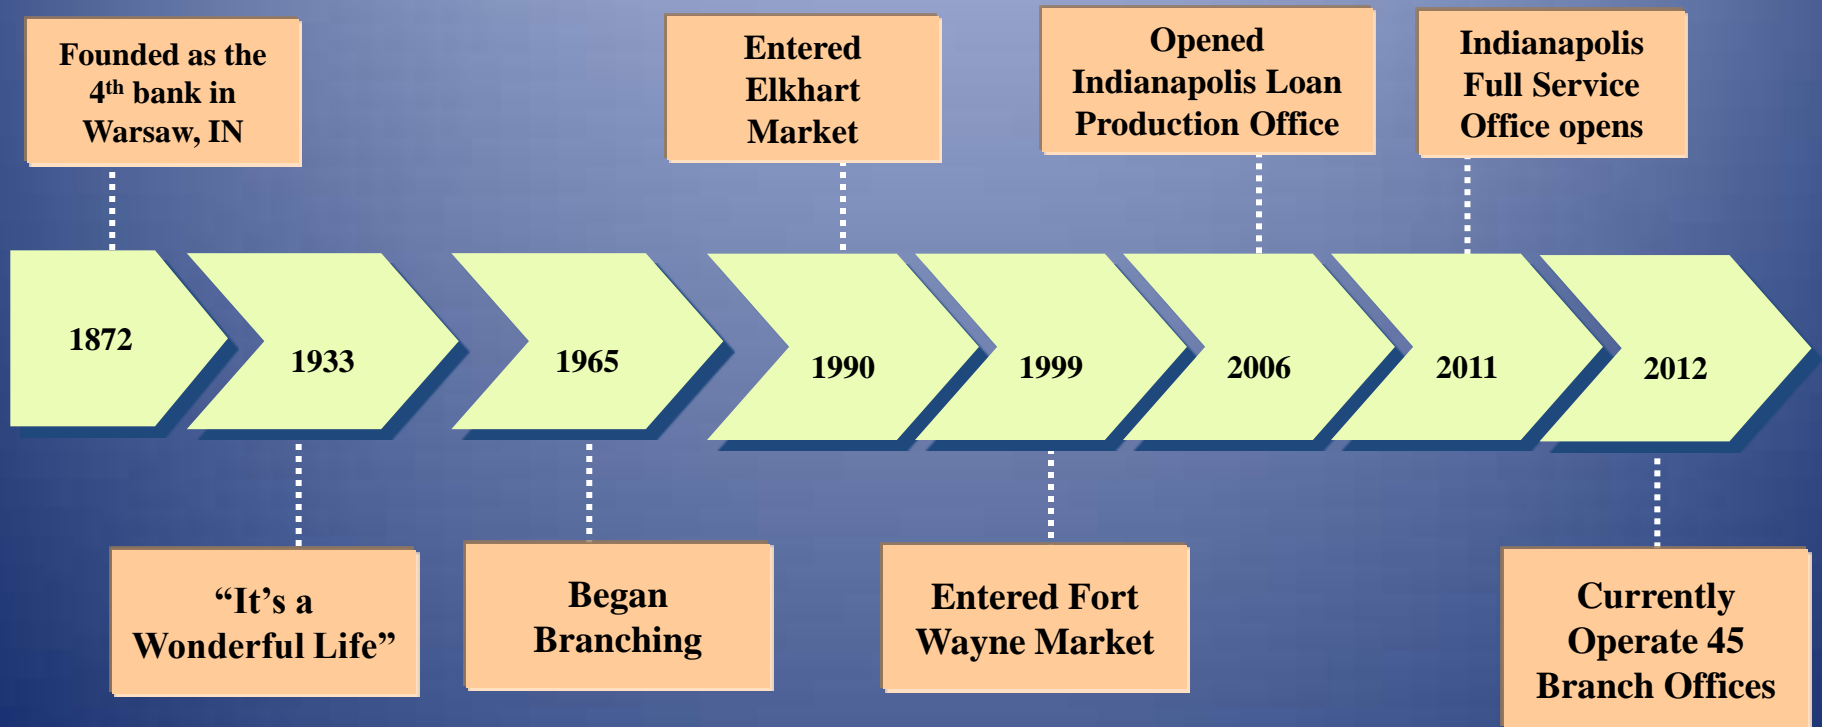 Founded as the
4th bank in
Warsaw, IN
Entered
Elkhart
Market
Opened
Indianapolis Loan
Production Office
Indianapolis
Full Service
Office opens
1872
1933
1965
1990
1999
2006
2011
2012
“It’s a
Wonderful Life”
Began
Branching
Entered Fort
Wayne Market
Currently
Operate 45
Branch Offices